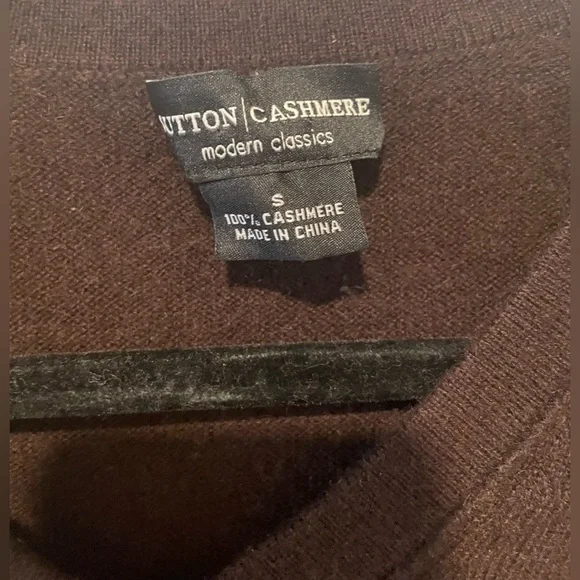 UTTON | CASHMERE
modern classics
S
100% CASHMERE
MADE IN CHINA